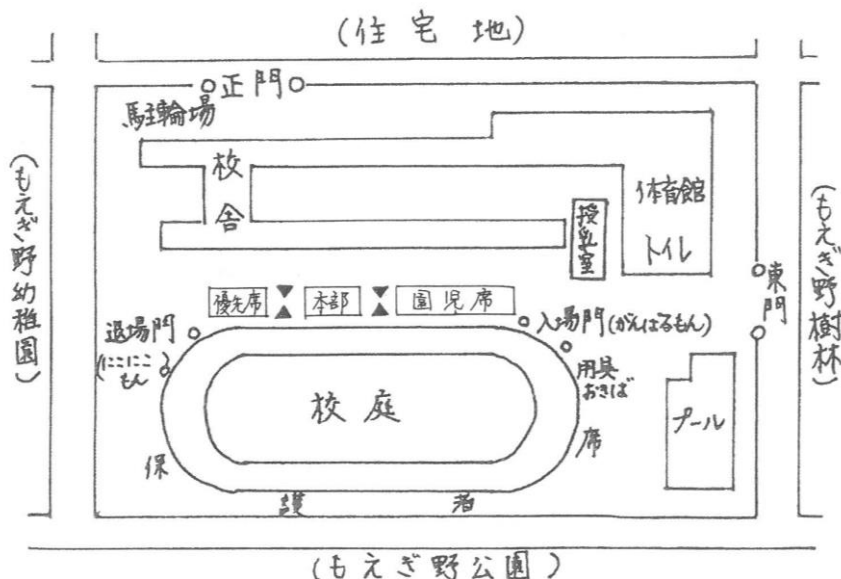 (住宅地)
正門
駐輪場
校舎
体育館
トイレ
授乳室
(もえぎ野幼稚園)
(もえぎ野樹林)
東門
優先席
本部
園児席
退場門
(にこにこもん)
入場門(がんばるもん)
用具
おきば
校庭
プール
保護者席
(もえぎ野公園)